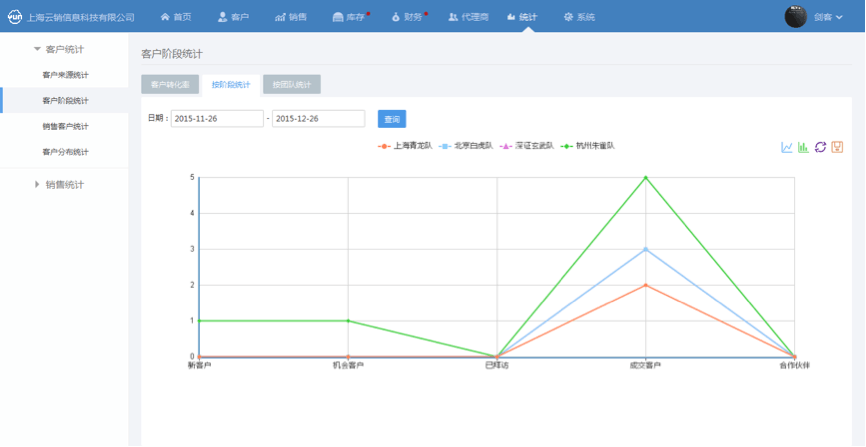 上海云销信息科技有限公司 首页 客户 销售 库存 财务 代理商 统计 系统 剑客
客户统计
客户来源统计
客户阶段统计
销售客户统计
客户分布统计
销售统计
客户阶段统计
客户转化率 按阶段统计 按团队统计
日期： 2015-11-26 - 2015-12-26 查询
上海青龙队 北京白虎队 深证玄武队 杭州朱雀队
5
4
3
2
1
0
新客户 机会客户 已拜访 成交客户 合作伙伴